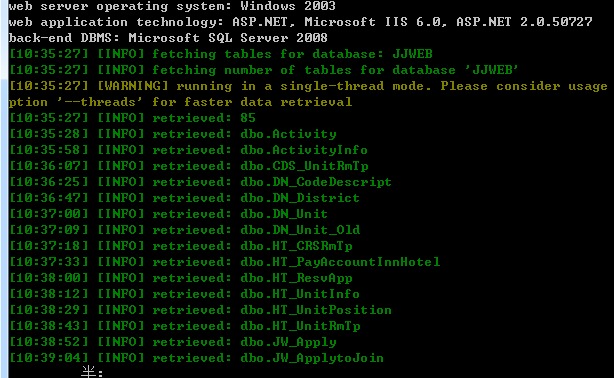 web server operating system: Windows 2003
web application technology: ASP.NET, Microsoft IIS 6.0, ASP.NET 2.0.50727
back-end DBMS: Microsoft SQL Server 2008
[10:35:27] [INFO] fetching tables for database: JJWEB
[10:35:27] [INFO] fetching number of tables for database 'JJWEB'
[10:35:27] [WARNING] running in a single-thread mode. Please consider usage
ption '--threads' for faster data retrieval
[10:35:27] [INFO] retrieved: 85
[10:35:28] [INFO] retrieved: dbo.Activity
[10:35:58] [INFO] retrieved: dbo.ActivityInfo
[10:36:07] [INFO] retrieved: dbo.CDS_UnitRmTp
[10:36:25] [INFO] retrieved: dbo.DN_CodeDescript
[10:36:47] [INFO] retrieved: dbo.DN_District
[10:37:00] [INFO] retrieved: dbo.DN_Unit
[10:37:09] [INFO] retrieved: dbo.DN_Unit_Old
[10:37:18] [INFO] retrieved: dbo.HT_CRSRmTp
[10:37:33] [INFO] retrieved: dbo.HT_PayAccountInnHotel
[10:38:00] [INFO] retrieved: dbo.HT_ResvApp
[10:38:12] [INFO] retrieved: dbo.HT_UnitInfo
[10:38:29] [INFO] retrieved: dbo.HT_UnitPosition
[10:38:43] [INFO] retrieved: dbo.HT_UnitRmTp
[10:38:52] [INFO] retrieved: dbo.JW_Apply
[10:39:04] [INFO] retrieved: dbo.JW_ApplytoJoin
半: